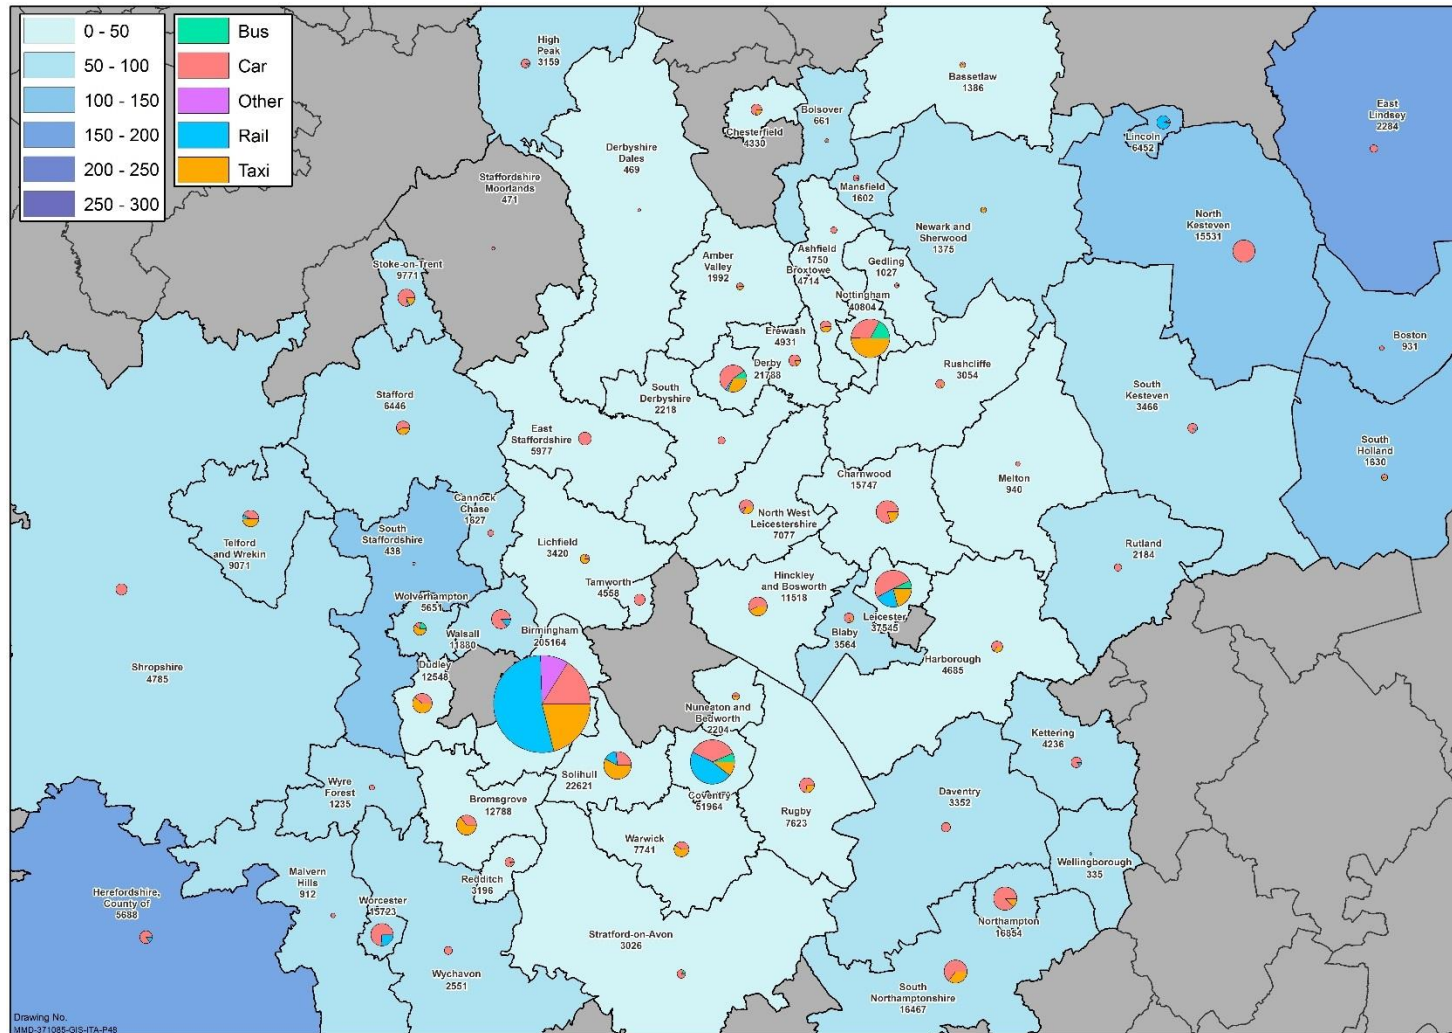 0 - 50
50 - 100
100 - 150
150 - 200
200 - 250
250 - 300
Bus
Car
Other
Rail
Taxi
High
Peak
3159
Bassetlaw
1386
East
Lindsey
2284
Chesterfield
4330
Bolsover
661
Lincoln
6452
Derbyshire
Dales
469
Staffordshire
Moorlands
471
Mansfield
1602
Newark and
Sherwood
1375
North
Kesteven
15531
Stoke-on-Trent
9771
Amber
Valley
1992
Ashfield
1750
Broxtowe
4714
Gedling
1027
Nottingham
40804
Erewash
4931
Derby
21788
Rushcliffe
3054
Boston
931
South
Kesteven
3466
Stafford
6446
South
Derbyshire
2218
East
Staffordshire
5977
South
Holland
1630
Charnwood
15747
Melton
940
Cannock
Chase
1627
North West
Leicestershire
7077
Telford
and Wrekin
9071
South
Staffordshire
438
Lichfield
3420
Rutland
2184
Tamworth
4558
Hinckley
and Bosworth
11518
Wolverhampton
5651
Walsall
11880
Birmingham
205164
Blaby
3564
Leicester
37545
Shropshire
4785
Dudley
12548
Harborough
4685
Nuneaton and
Bedworth
2204
Kettering
4236
Wyre
Forest
1235
Solihull
22621
Coventry
51964
Rugby
7623
Daventry
3352
Bromsgrove
12788
Warwick
7741
Wellingborough
335
Redditch
3196
Malvern
Hills
912
Herefordshire,
County of
5688
Worcester
15723
Northampton
16854
Stratford-on-Avon
3026
Wychavon
2551
South
Northamptonshire
16467
Drawing No.
MMD-371085-GIS-ITA-P48